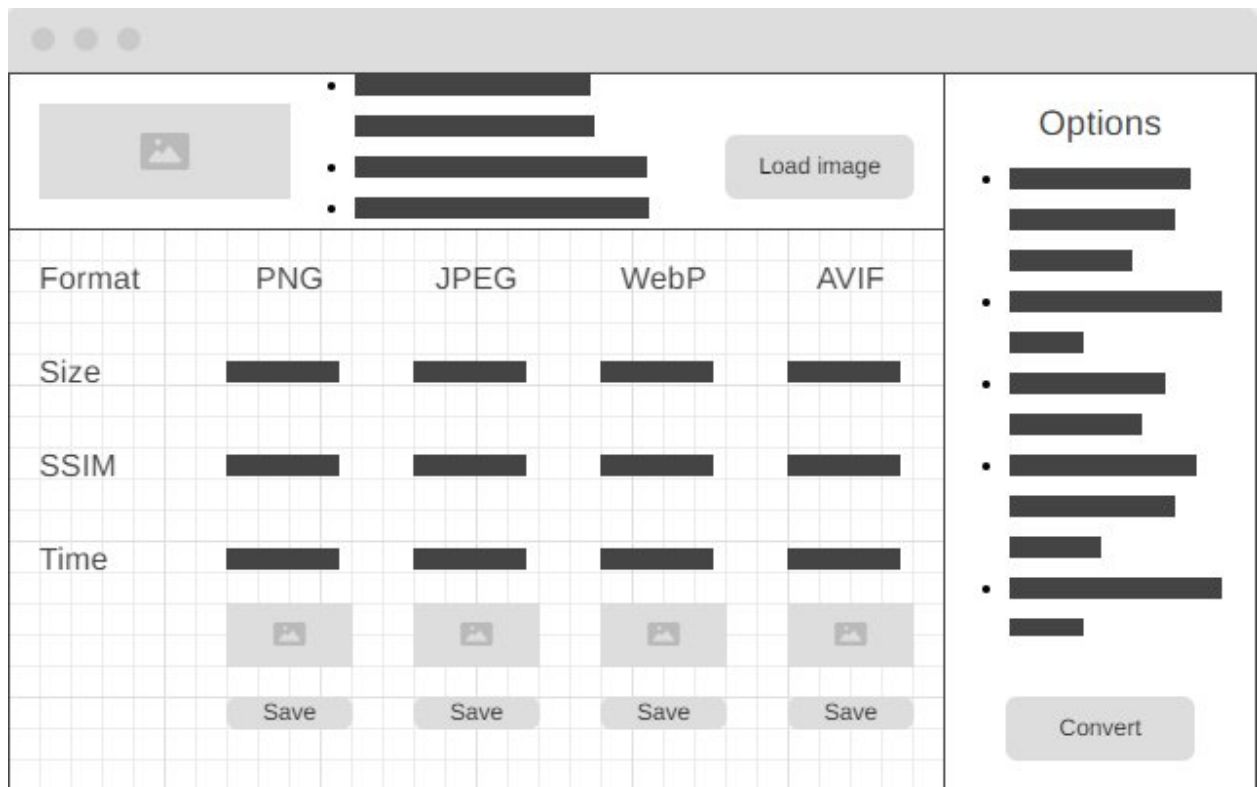 Load image
Options
Format PNG JPEG WebP AVIF
Size
SSIM
Time
Save Save Save Save
Convert